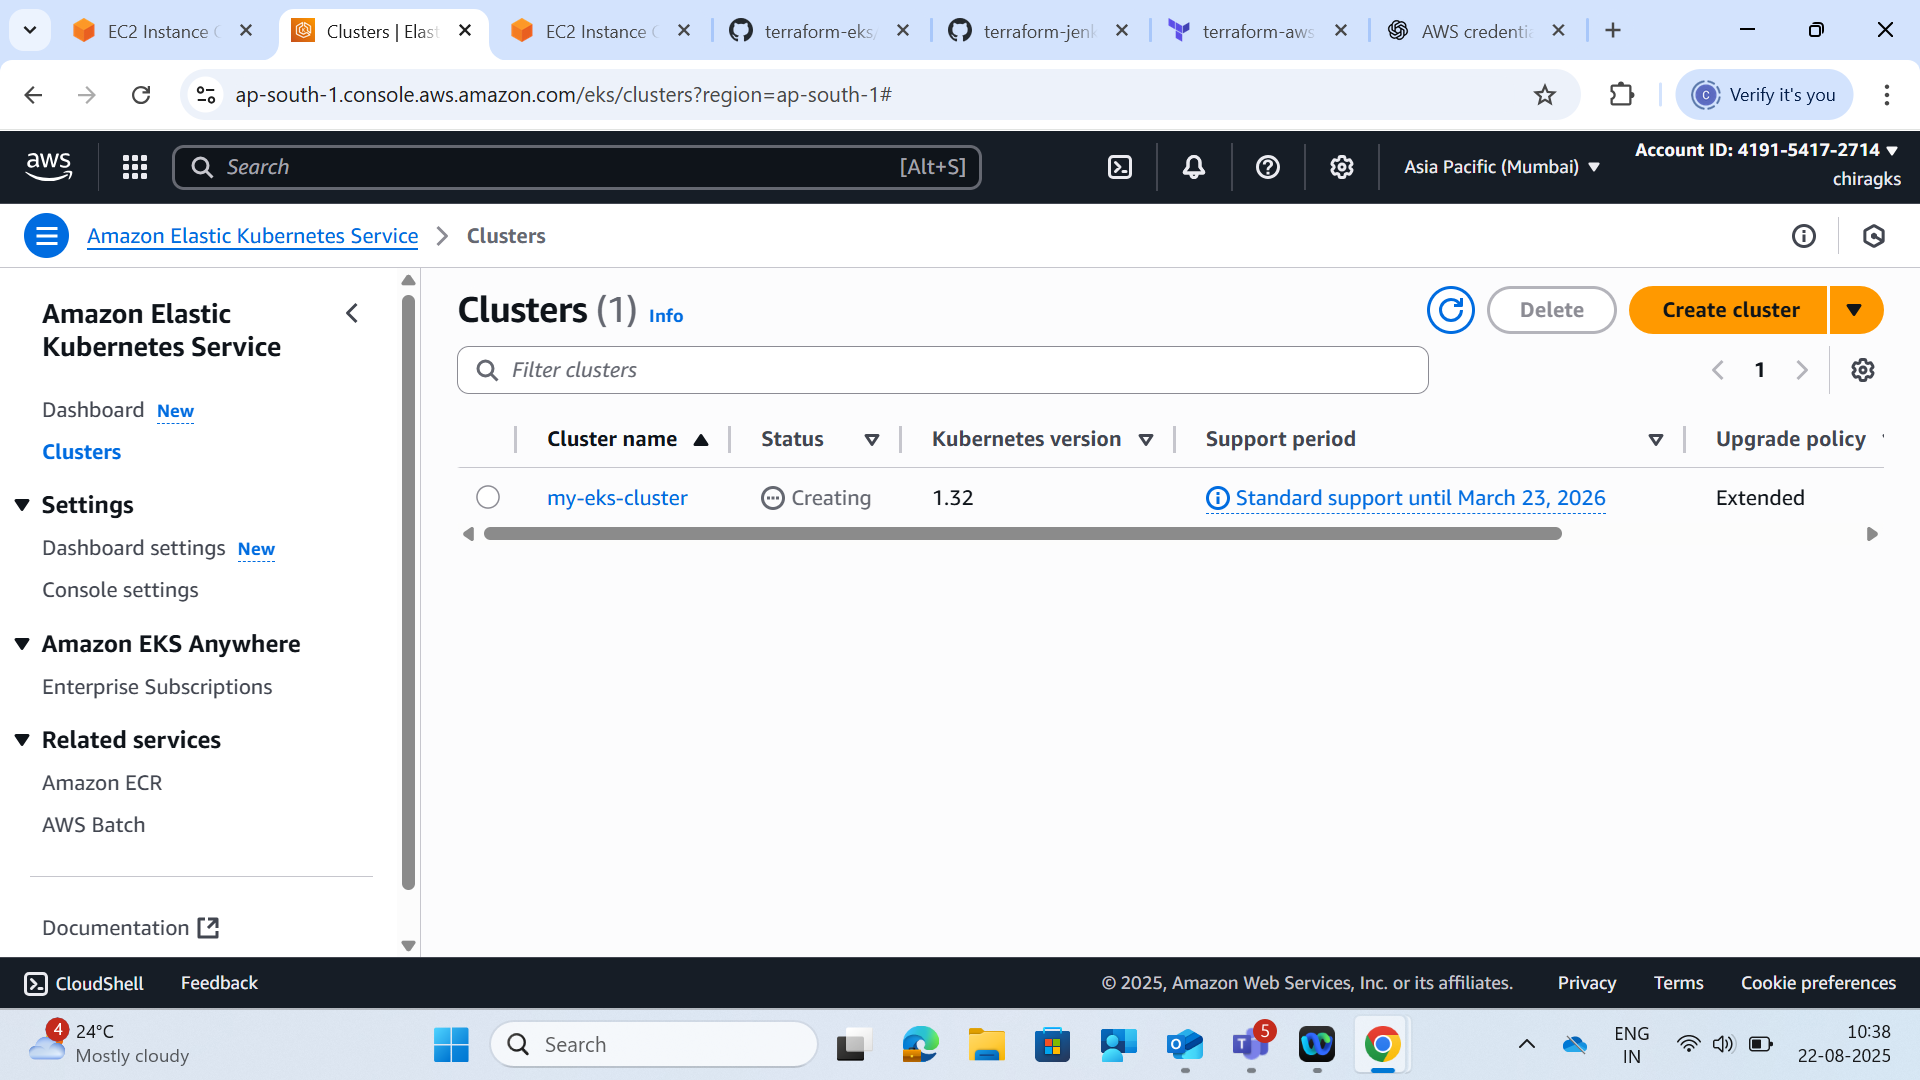 EC2 Instance C
Clusters | Elast
EC2 Instance C
terraform-eks/
terraform-jenk
terraform-aws
AWS credentia
ap-south-1.console.aws.amazon.com/eks/clusters?region=ap-south-1#
C Verify it's you
aws
Search [Alt+S]
Asia Pacific (Mumbai)
Account ID: 4191-5417-2714
chiragks
Amazon Elastic Kubernetes Service
Clusters
Amazon Elastic
Kubernetes Service
Dashboard New
Clusters
Settings
Dashboard settings New
Console settings
Amazon EKS Anywhere
Enterprise Subscriptions
Related services
Amazon ECR
AWS Batch
Documentation
Clusters (1) Info
Delete
Create cluster
Filter clusters
1
Cluster name Status Kubernetes version Support period Upgrade policy
my-eks-cluster Creating 1.32 Standard support until March 23, 2026 Extended
CloudShell Feedback
© 2025, Amazon Web Services, Inc. or its affiliates. Privacy Terms Cookie preferences
4
24°C
Mostly cloudy
Search
5
ENG
IN
10:38
22-08-2025